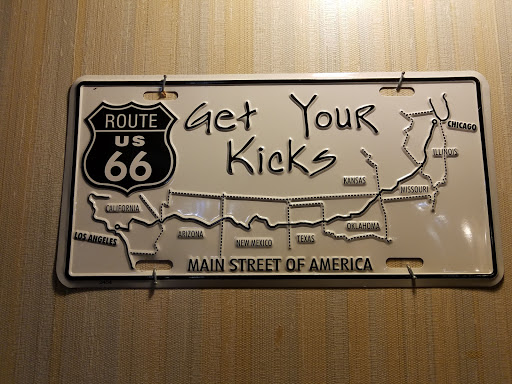 ROUTE
US
66
Get Your
Kicks
CHICAGO
ILLINOIS
KANSAS
MISSOURI
CALIFORNIA
LOS ANGELES
ARIZONA
NEW MEXICO
TEXAS
OKLAHOMA
MAIN STREET OF AMERICA